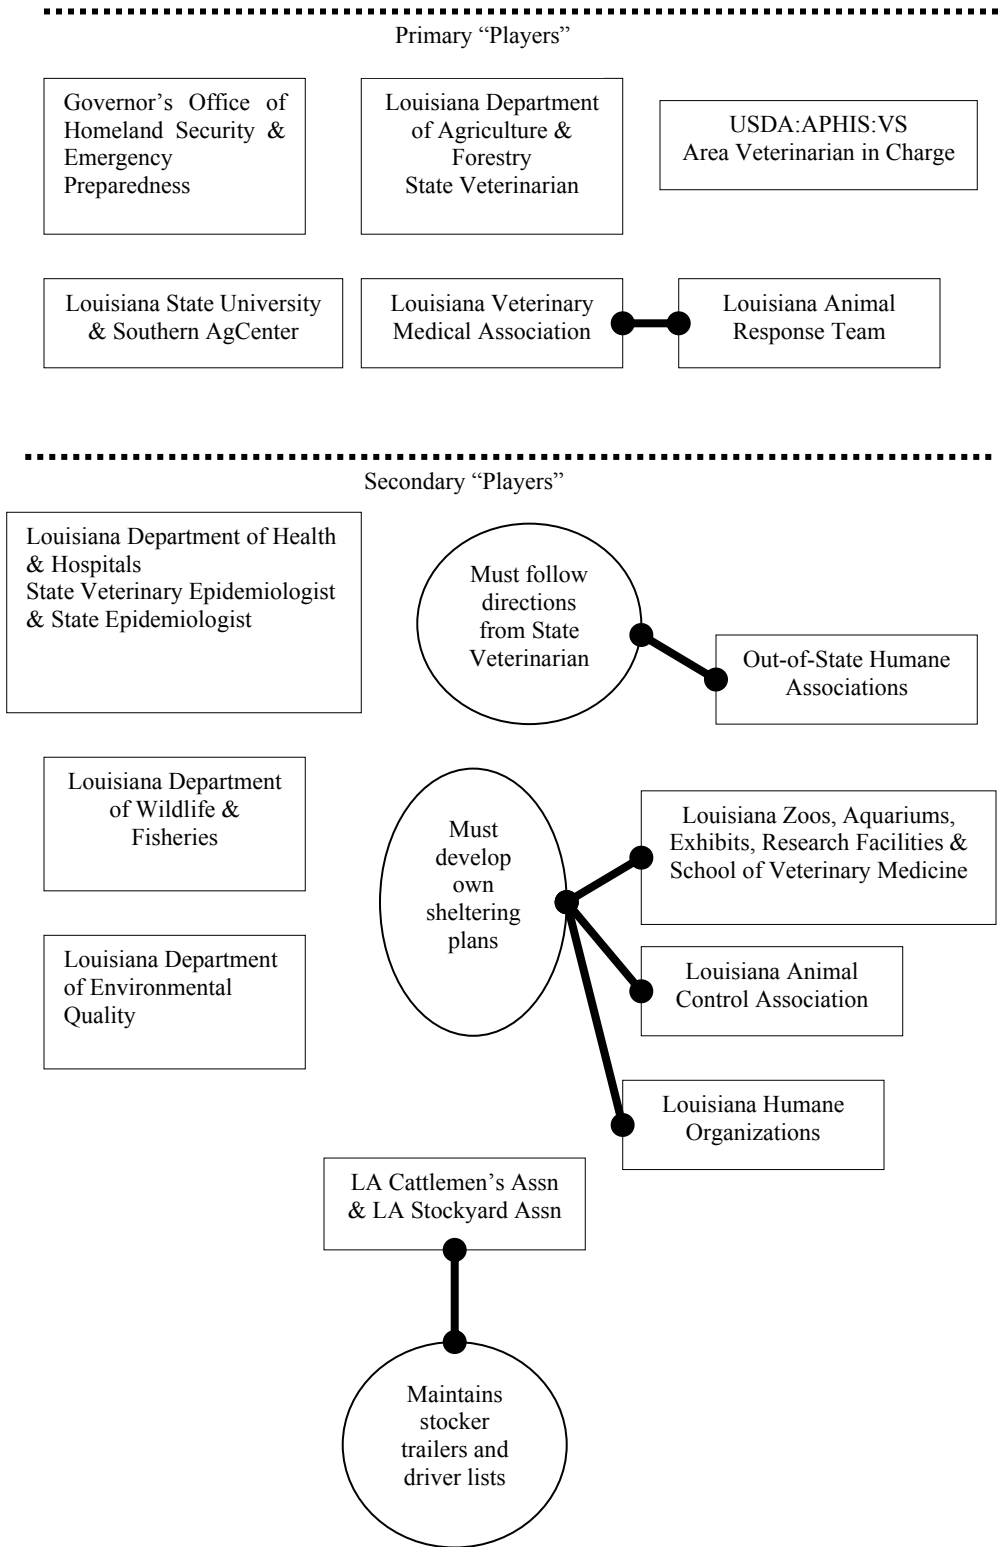 Primary “Players”
Governor’s Office of
Homeland Security &
Emergency
Preparedness
Louisiana Department
of Agriculture &
Forestry
State Veterinarian
USDA:APHIS:VS
Area Veterinarian in Charge
Louisiana State University
& Southern AgCenter
Louisiana Veterinary
Medical Association
Louisiana Animal
Response Team
Secondary “Players”
Louisiana Department of Health
& Hospitals
State Veterinary Epidemiologist
& State Epidemiologist
Must follow
directions
from State
Veterinarian
Out-of-State Humane
Associations
Louisiana Department
of Wildlife &
Fisheries
Must
develop
own
sheltering
plans
Louisiana Zoos, Aquariums,
Exhibits, Research Facilities &
School of Veterinary Medicine
Louisiana Department
of Environmental
Quality
Louisiana Animal
Control Association
Louisiana Humane
Organizations
LA Cattlemen’s Assn
& LA Stockyard Assn
Maintains
stocker
trailers and
driver lists